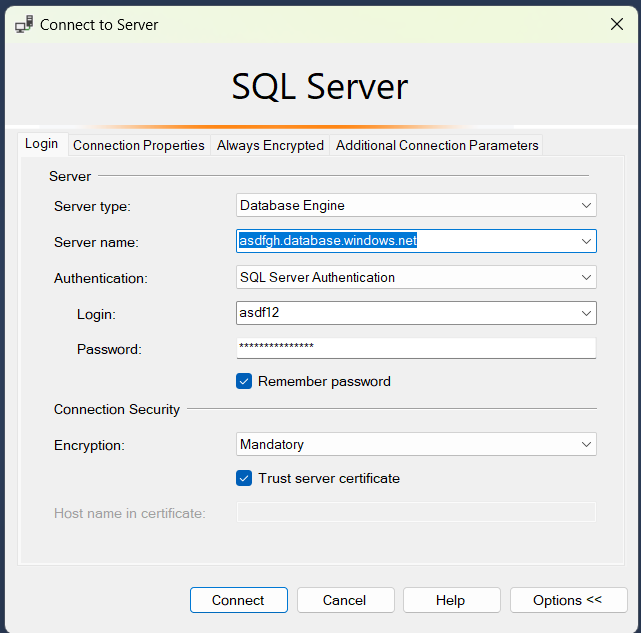 Connect to Server
SQL Server
Login Connection Properties Always Encrypted Additional Connection Parameters
Server
Server type: Database Engine
Server name: asdfgh.database.windows.net
Authentication: SQL Server Authentication
Login: asdf12
Password: ***************
Remember password
Connection Security
Encryption: Mandatory
Trust server certificate
Host name in certificate:
Connect Cancel Help Options <<